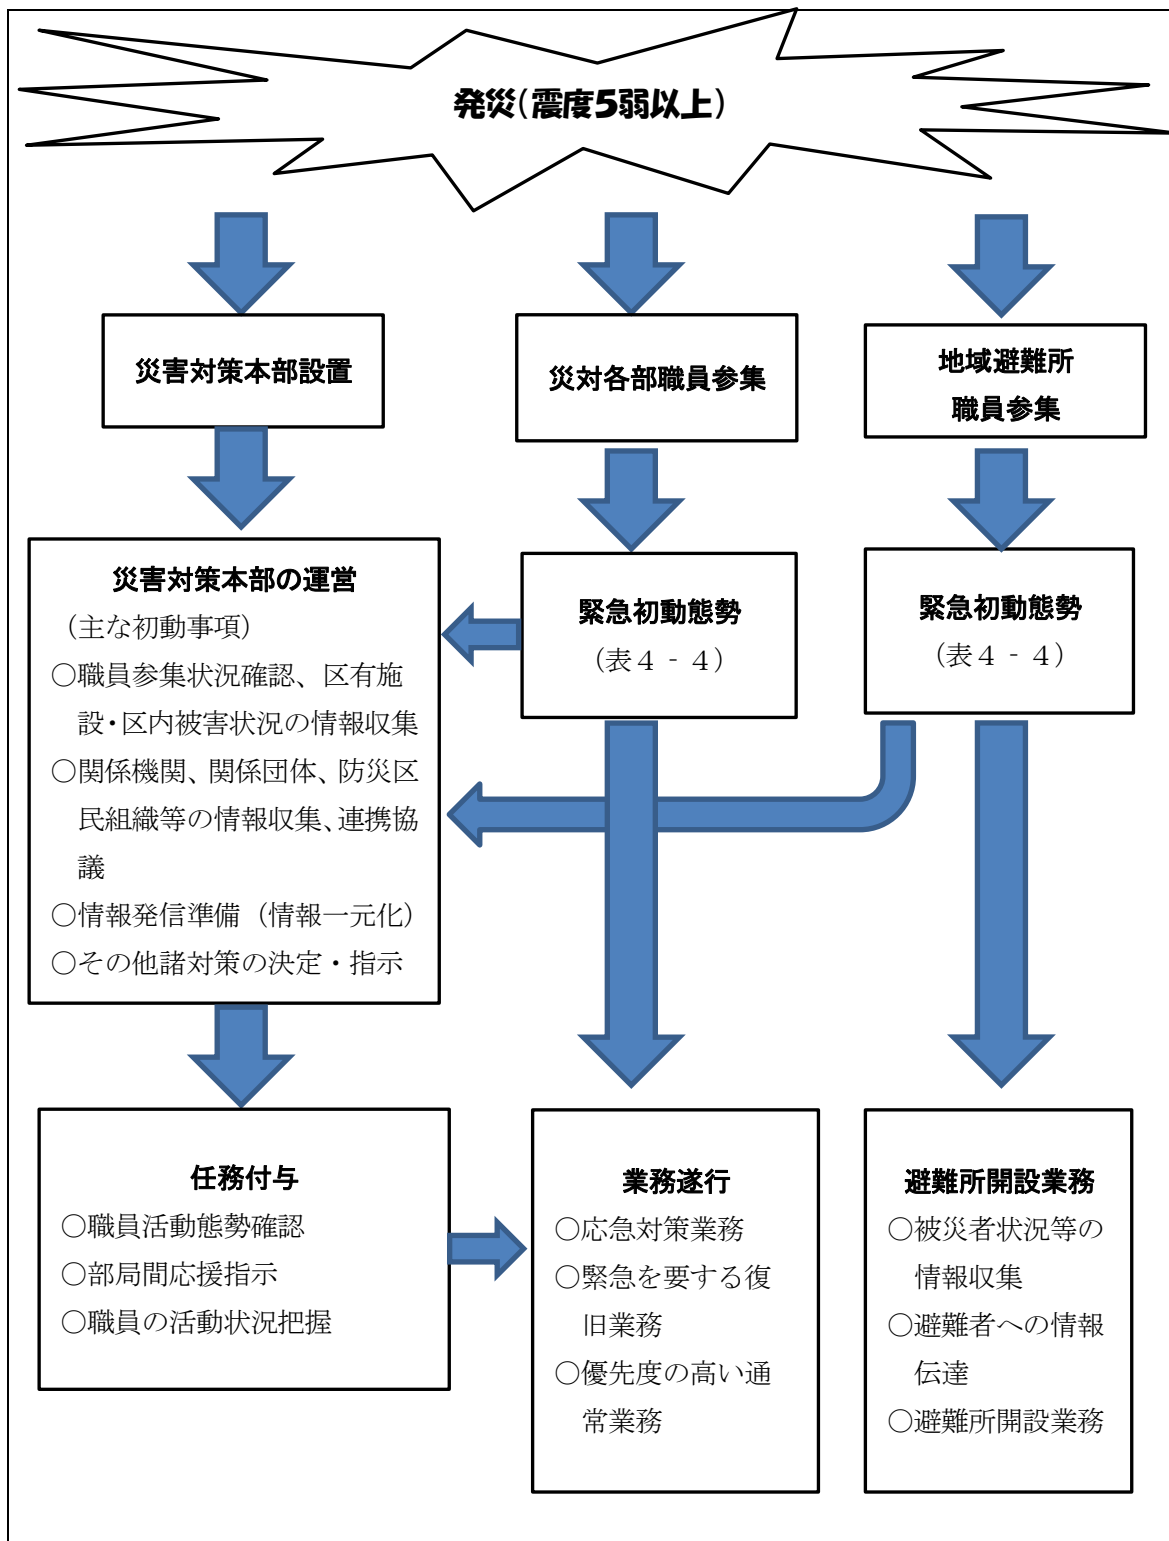 発災(震度5弱以上)
災害対策本部設置
災対各部職員参集
地域避難所
職員参集
災害対策本部の運営
(主な初動事項)
○職員参集状況確認、区有施
設・区内被害状況の情報収集
○関係機関、関係団体、防災区
民組織等の情報収集、連携協
議
○情報発信準備(情報一元化)
○その他諸対策の決定・指示
緊急初動態勢
(表4‐4)
緊急初動態勢
(表4‐4)
任務付与
○職員活動態勢確認
○部局間応援指示
○職員の活動状況把握
業務遂行
○応急対策業務
○緊急を要する復
旧業務
○優先度の高い通
常業務
避難所開設業務
○被災者状況等の
情報収集
○避難者への情報
伝達
○避難所開設業務